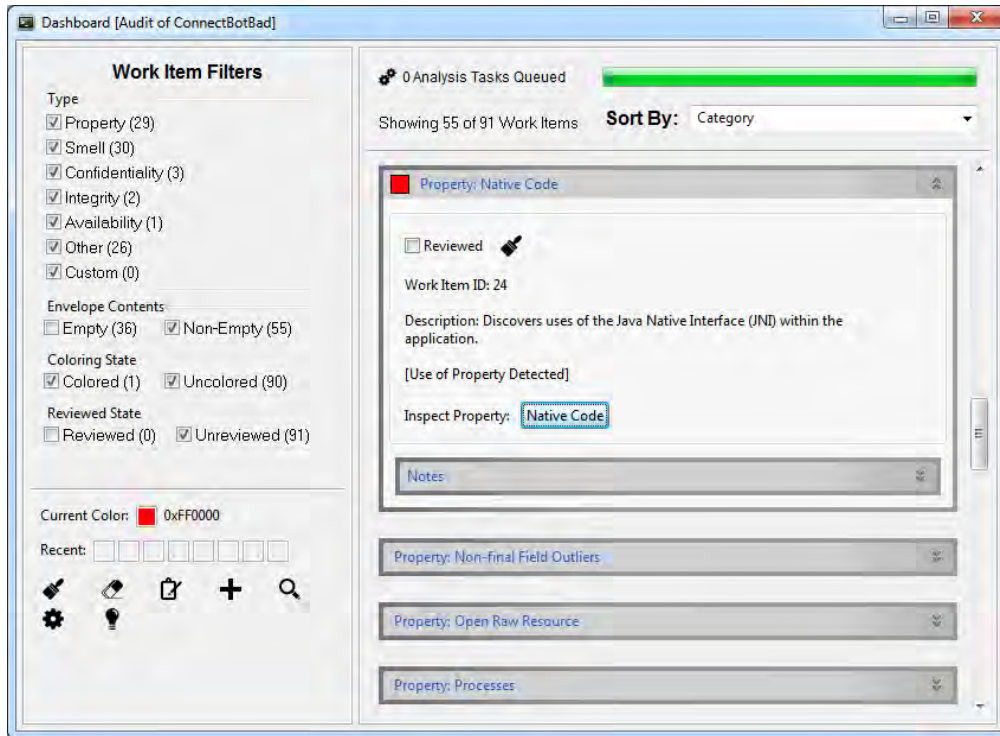 Dashboard [Audit of ConnectBotBad]
Work Item Filters
Type
Property (29)
Smell (30)
Confidentiality (3)
Integrity (2)
Availability (1)
Other (26)
Custom (0)
Envelope Contents
Empty (36) Non-Empty (55)
Coloring State
Colored (1) Uncolored (90)
Reviewed State
Reviewed (0) Unreviewed (91)
Current Color: 0xFF0000
Recent:
0 Analysis Tasks Queued
Showing 55 of 91 Work Items Sort By: Category
Property: Native Code
Reviewed
Work Item ID: 24
Description: Discovers uses of the Java Native Interface (JNI) within the
application.
[Use of Property Detected]
Inspect Property: Native Code
Notes
Property: Non-final Field Outliers
Property: Open Raw Resource
Property: Processes